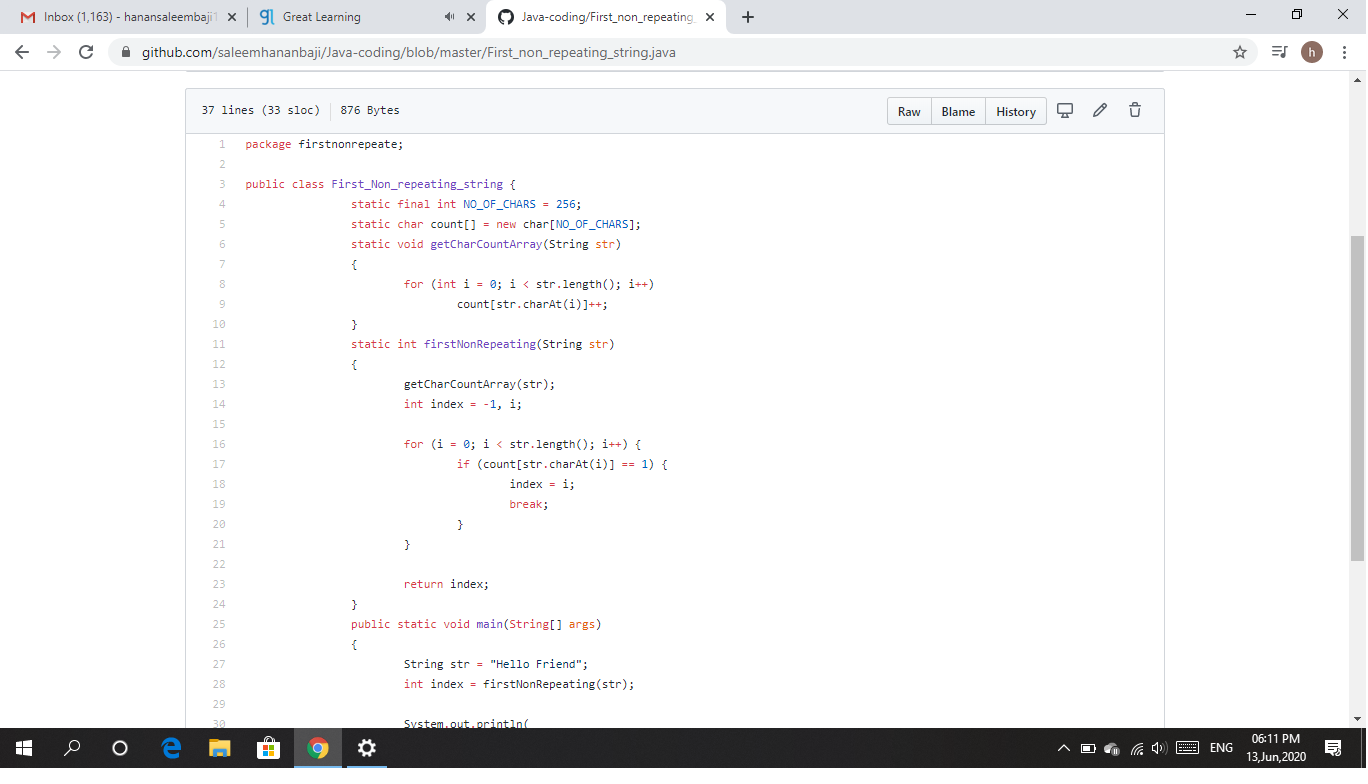 Inbox (1,163) - hanansaleembaji1
Great Learning
Java-coding/First_non_repeating_
github.com/saleemhananbaji/Java-coding/blob/master/First_non_repeating_string.java
h
37 lines (33 sloc) 876 Bytes
Raw Blame History
1 package firstnonrepeate;
2
3 public class First_Non_repeating_string {
4 static final int NO_OF_CHARS = 256;
5 static char count[] = new char[NO_OF_CHARS];
6 static void getCharCountArray(String str)
7 {
8 for (int i = 0; i < str.length(); i++)
9 count[str.charAt(i)]++;
10 }
11 static int firstNonRepeating(String str)
12 {
13 getCharCountArray(str);
14 int index = -1, i;
15
16 for (i = 0; i < str.length(); i++) {
17 if (count[str.charAt(i)] == 1) {
18 index = i;
19 break;
20 }
21 }
22
23 return index;
24 }
25 public static void main(String[] args)
26 {
27 String str = "Hello Friend";
28 int index = firstNonRepeating(str);
29
30 System.out.println(
ENG
06:11 PM
13,Jun,2020